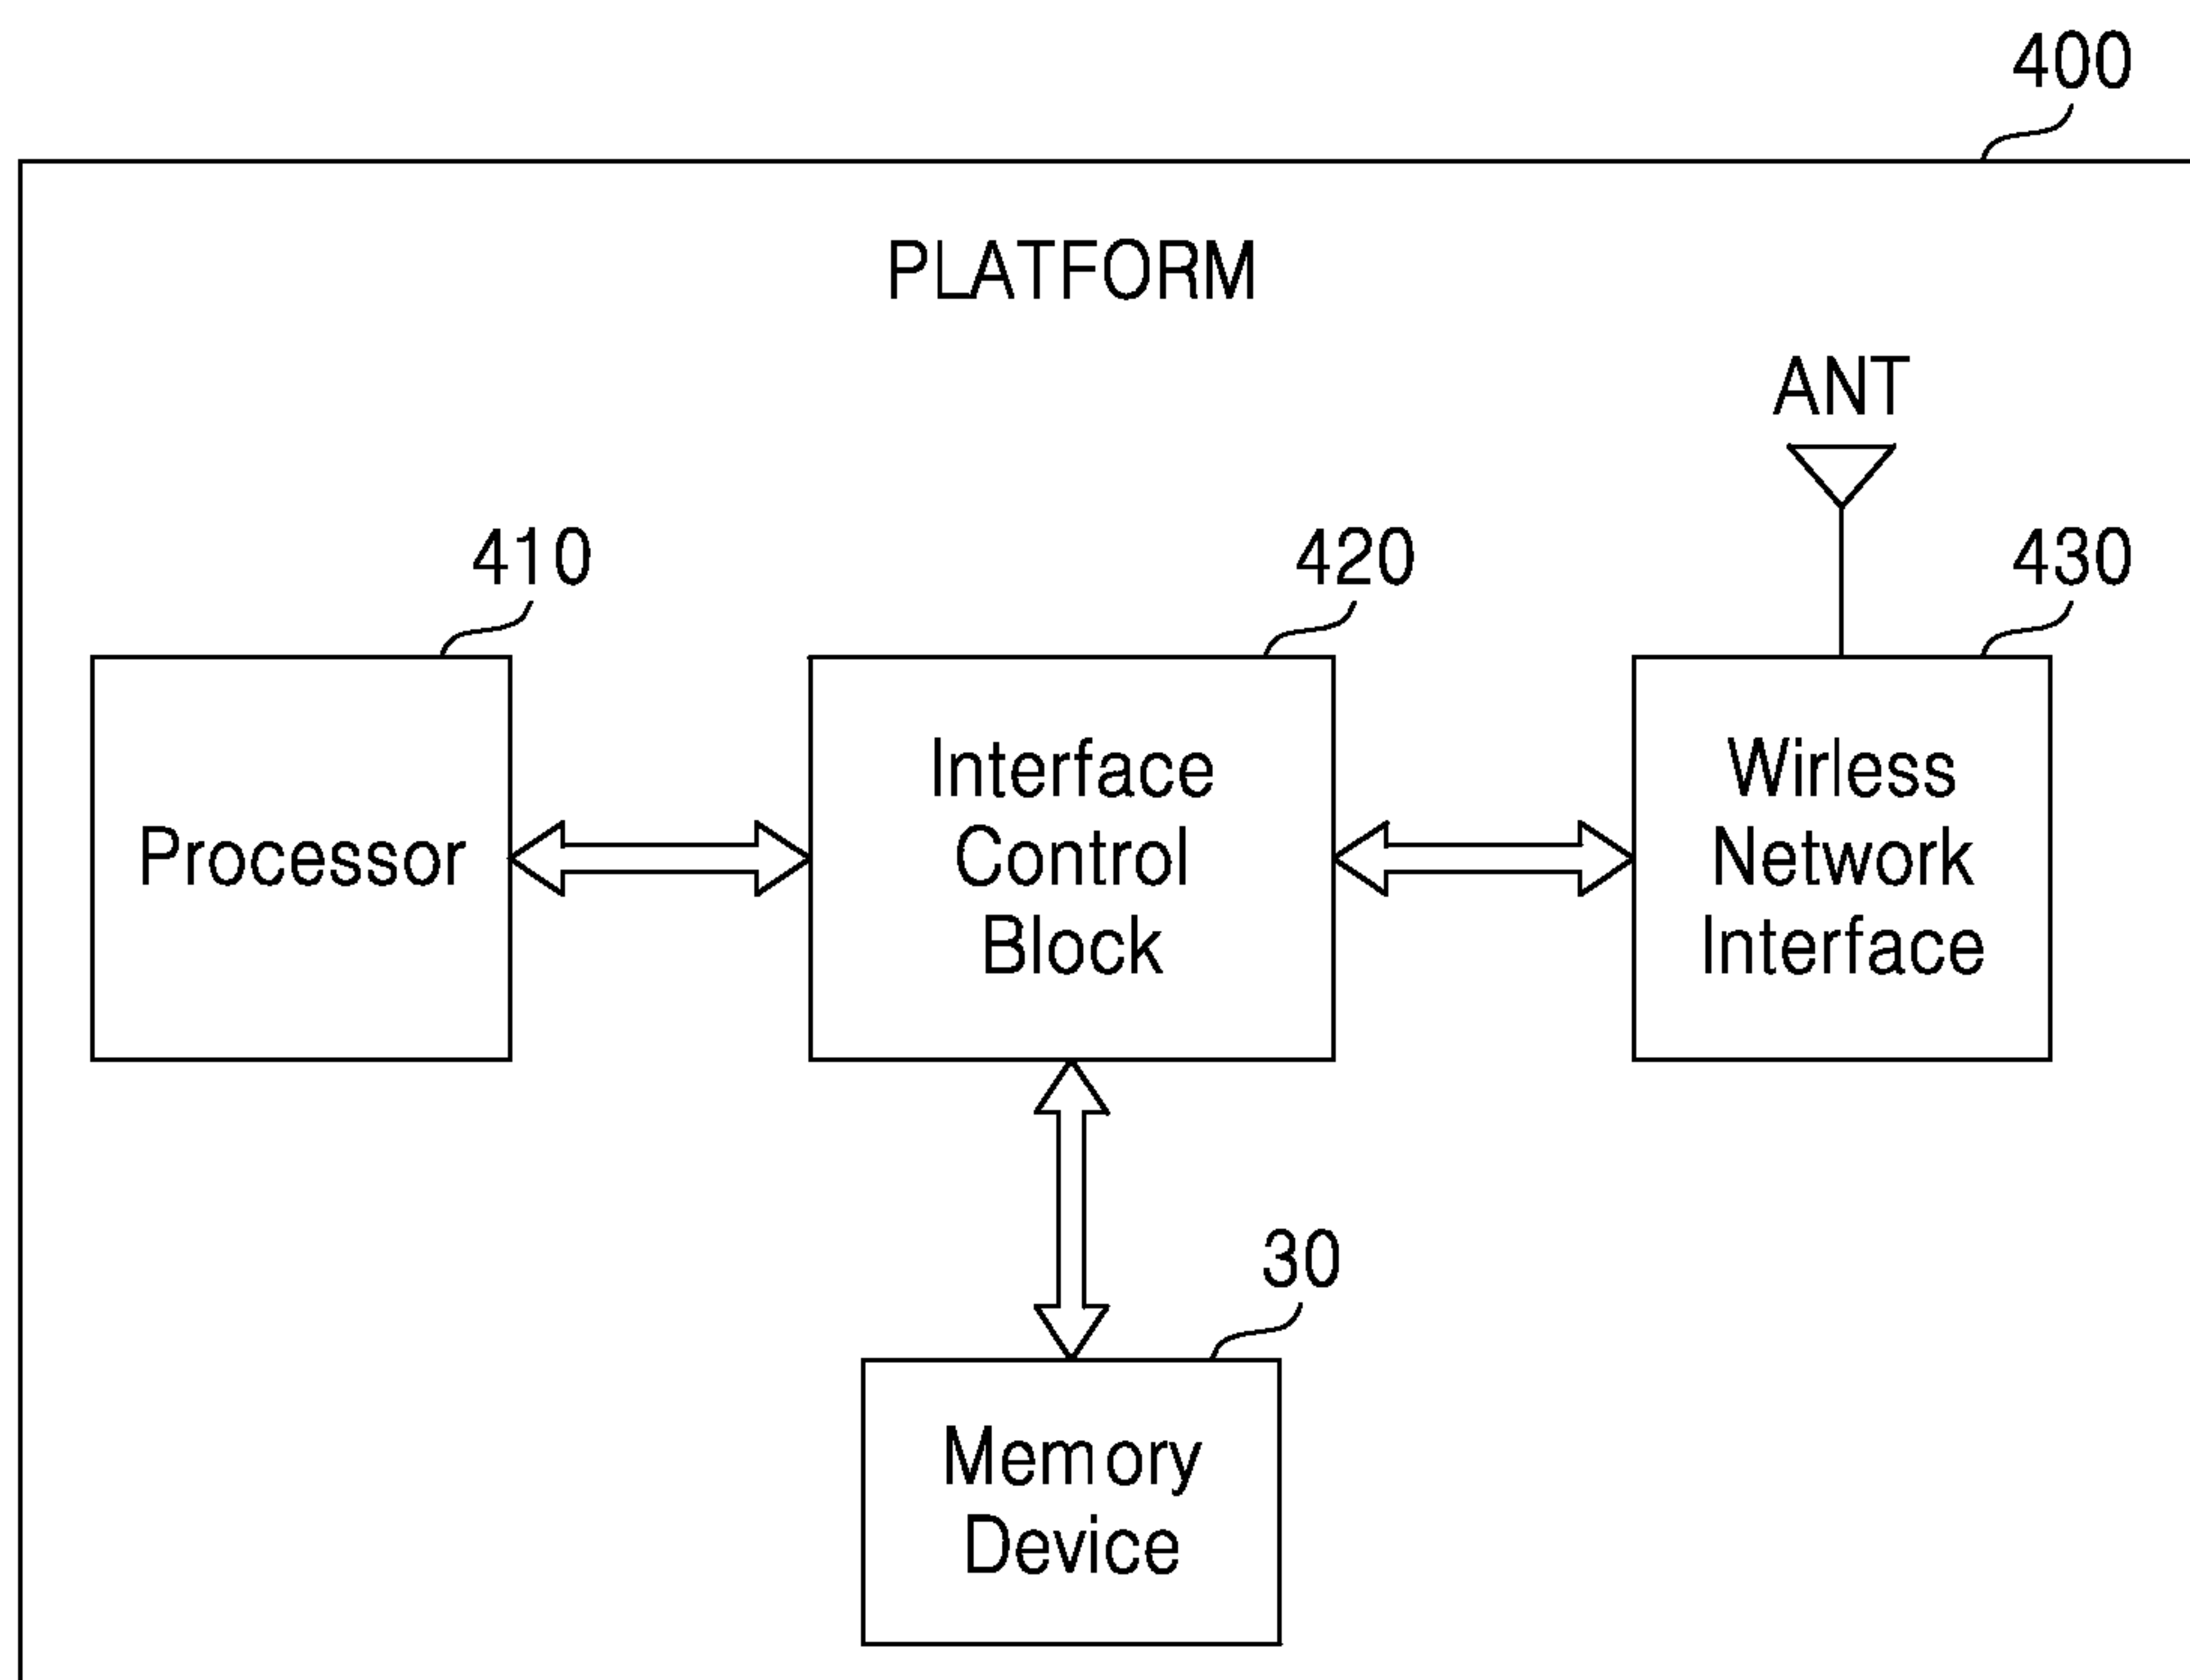 400
PLATFORM
ANT
410
420
430
Processor
Interface
Control
Block
Wirless
Network
Interface
30
Memory
Device